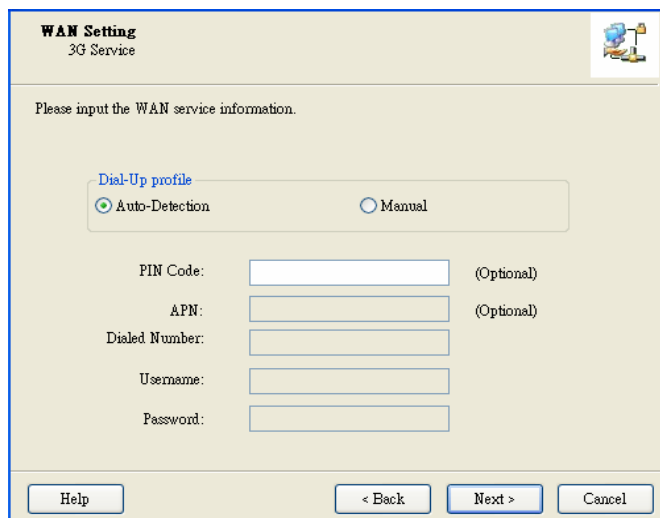 WAN Setting
3G Service
Please input the WAN service information.
Dial-Up profile
Auto-Detection Manual
PIN Code: (Optional)
APN: (Optional)
Dialed Number:
Username:
Password:
Help < Back Next > Cancel